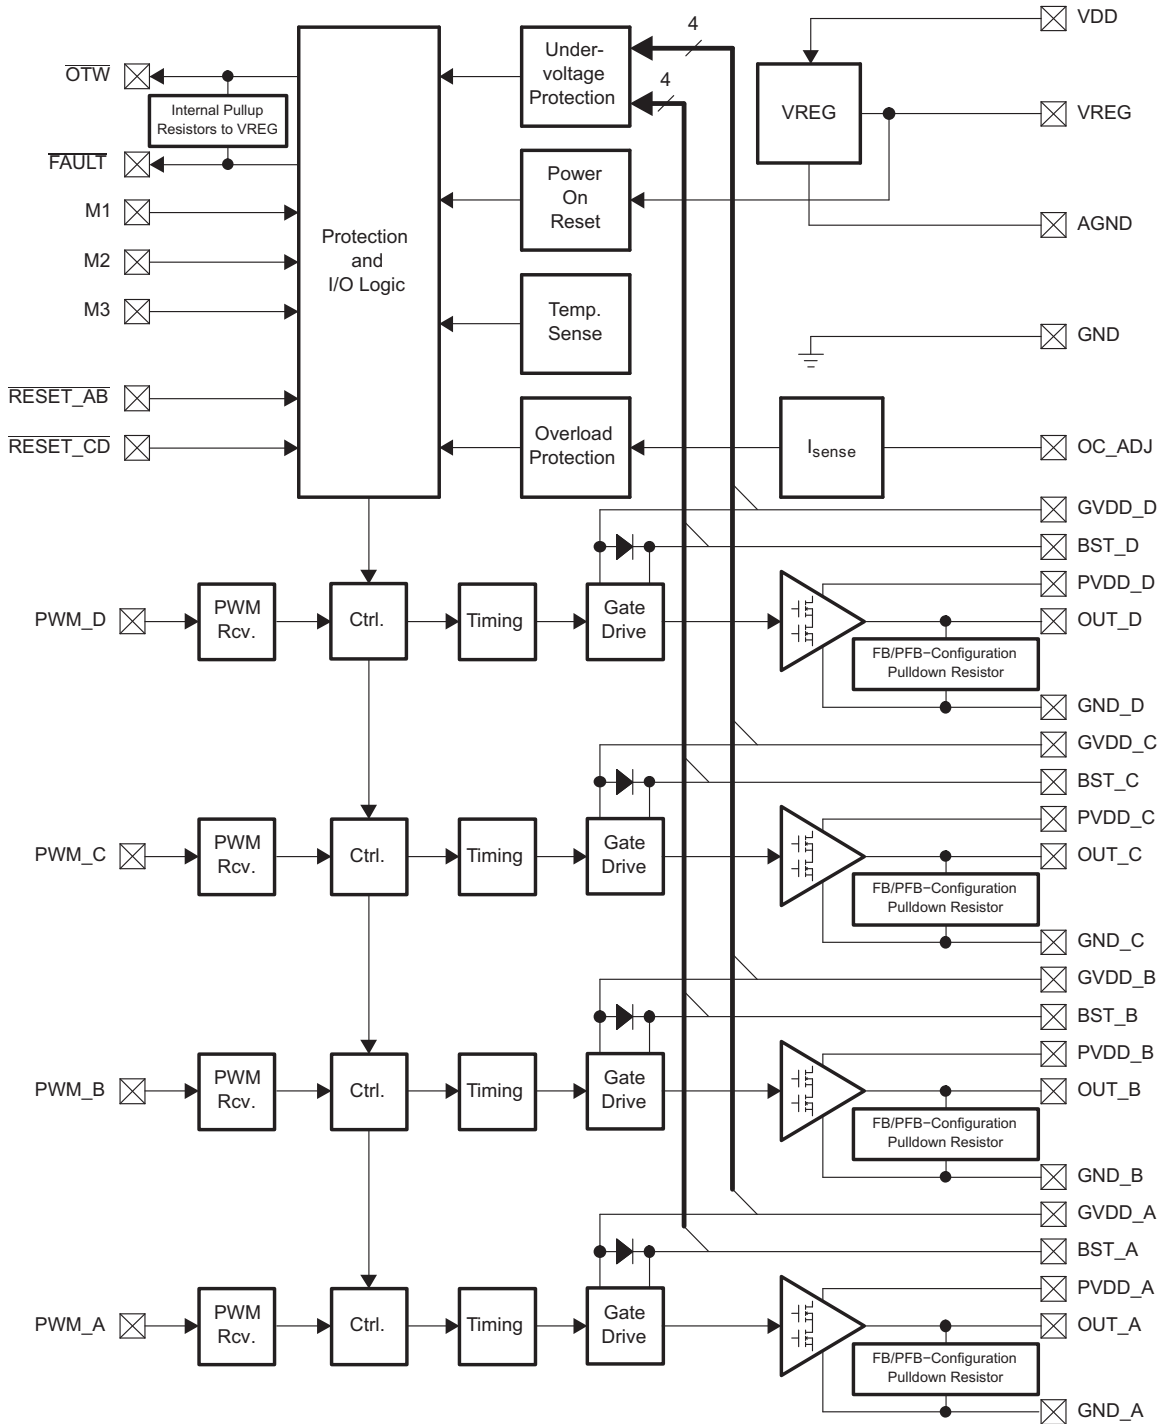 4
VDD
Under-
voltage
Protection
OTW
4
Internal Pullup
Resistors to VREG
VREG
VREG
FAULT
Power
On
Reset
M1
AGND
Protection
and
I/O Logic
M2
M3
Temp.
Sense
GND
RESET_AB
RESET_CD
Overload
Protection
Isense
OC_ADJ
GVDD_D
BST_D
PVDD_D
PWM_D
PWM
Rcv.
Ctrl.
Timing
Gate
Drive
OUT_D
FB/PFB−Configuration
Pulldown Resistor
GND_D
GVDD_C
BST_C
PVDD_C
PWM_C
PWM
Rcv.
Ctrl.
Timing
Gate
Drive
OUT_C
FB/PFB−Configuration
Pulldown Resistor
GND_C
GVDD_B
BST_B
PVDD_B
PWM_B
PWM
Rcv.
Ctrl.
Timing
Gate
Drive
OUT_B
FB/PFB−Configuration
Pulldown Resistor
GND_B
GVDD_A
BST_A
PVDD_A
PWM_A
PWM
Rcv.
Ctrl.
Timing
Gate
Drive
OUT_A
FB/PFB−Configuration
Pulldown Resistor
GND_A